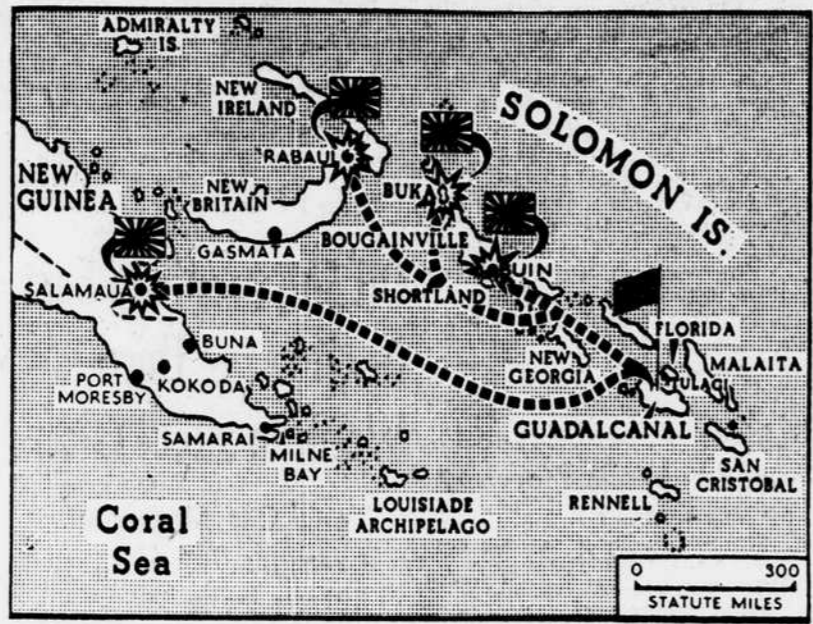 ADMIRALTY
IS.
NEW
IRELAND
SOLOMON IS.
RABAUL
NEW
GUINEA
NEW
BRITAIN
BUKA
GASMATA
BOUGAINVILLE
BUIN
SALAMAUA
SHORTLAND
FLORIDA
BUNA
NEW
GEORGIA
MALAITA
TULAGI
PORT
MORESBY
KOKODA
GUADALCANAL
SAMARAI
MILNE
BAY
SAN
CRISTOBAL
LOUISIADE
ARCHIPELAGO
RENNELL
Coral
Sea
0 300
STATUTE MILES